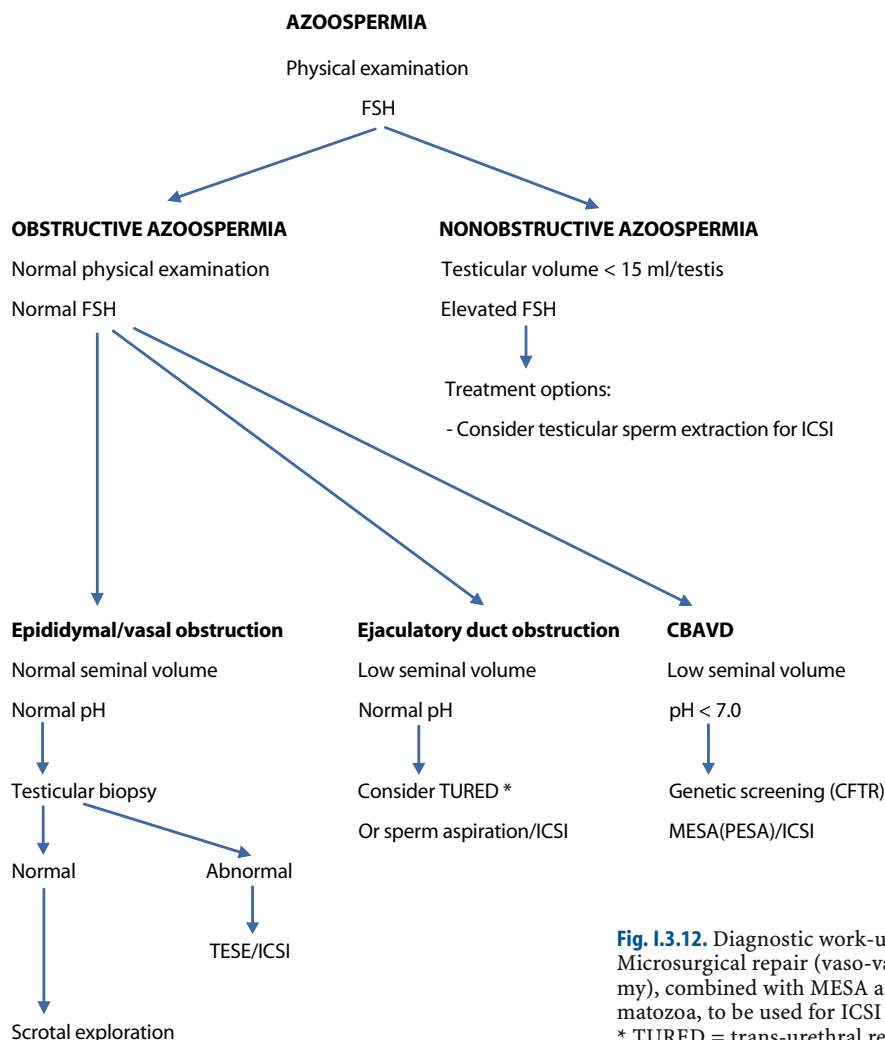 AZOOSPERMIA
Physical examination
FSH
OBSTRUCTIVE AZOOSPERMIA
Normal physical examination
Normal FSH
NONOBSTRUCTIVE AZOOSPERMIA
Testicular volume < 15 ml/testis
Elevated FSH
Treatment options:
- Consider testicular sperm extraction for ICSI
Epididymal/vasal obstruction
Normal seminal volume
Normal pH
Testicular biopsy
Normal
Abnormal
TESE/ICSI
Scrotal exploration
Ejaculatory duct obstruction
Low seminal volume
Normal pH
Consider TURED *
Or sperm aspiration/ICSI
CBAVD
Low seminal volume
pH < 7.0
Genetic screening (CFTR)
MESA(PESA)/ICSI
Fig. I.3.12. Diagnostic work-u
Microsurgical repair (vaso-va
my), combined with MESA a
matozoa, to be used for ICSI
* TURED = trans-urethral re